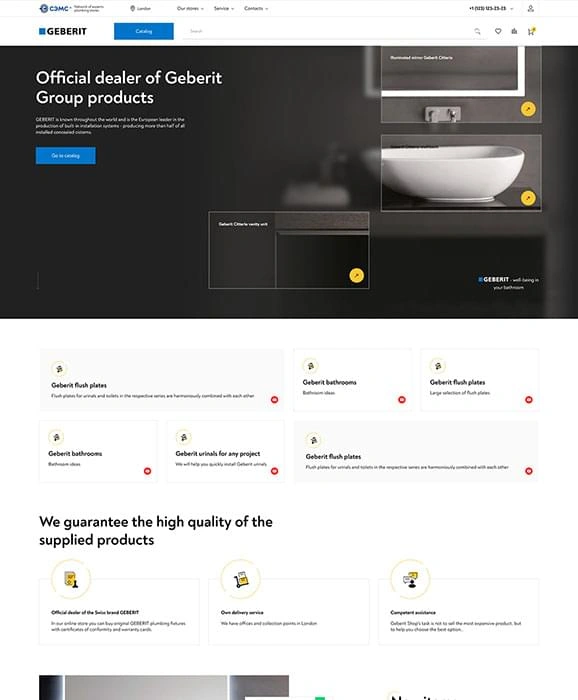 СЗМС
Network of experts
plumbing stores
London
Our stores
Service
Contacts
+1 (123) 123-23-23
GEBERIT
Catalog
Search
Official dealer of Geberit
Group products
GEBERIT is known throughout the world and is the European leader in the
production of built-in installation systems - producing more than half of all
installed concealed cisterns.
Go to catalog
Illuminated mirror Geberit Citterio
Geberit Citterio washbasin
Geberit Citterio vanity unit
GEBERIT - well-being in
your bathroom
Geberit flush plates
Flush plates for urinals and toilets in the respective series are harmoniously combined with each other
Geberit bathrooms
Bathroom ideas
Geberit flush plates
Large selection of flush plates
Geberit bathrooms
Bathroom ideas
Geberit urinals for any project
We will help you quickly install Geberit urinals
Geberit flush plates
Flush plates for urinals and toilets in the respective series are harmoniously combined with each other
We guarantee the high quality of the
supplied products
Official dealer of the Swiss brand GEBERIT
In our online store you can buy original GEBERIT plumbing fixtures
with certificates of conformity and warranty cards.
Own delivery service
We have offices and collection points in London
Competent assistance
Geberit Shop's task is not to sell the most expensive product, but
to help you choose the best option.
New items